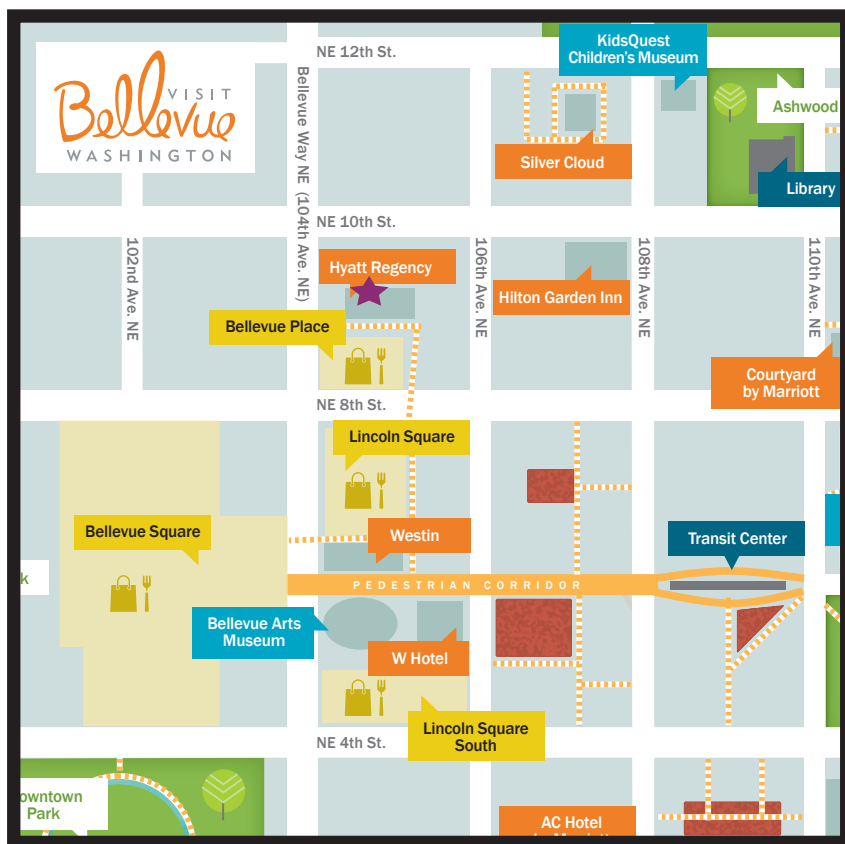 VISIT
Bellevue
WASHINGTON
NE 12th St.
KidsQuest
Children's Museum
Ashwood
Silver Cloud
Library
Bellevue Way NE (104th Ave. NE)
NE 10th St.
102nd Ave. NE
106th Ave. NE
108th Ave. NE
110th Ave. NE
Hyatt Regency
Hilton Garden Inn
Bellevue Place
Courtyard
by Marriott
NE 8th St.
Lincoln Square
Bellevue Square
Westin
Transit Center
k
PEDESTRIAN CORRIDOR
Bellevue Arts
Museum
W Hotel
Lincoln Square
South
NE 4th St.
owntown
Park
AC Hotel